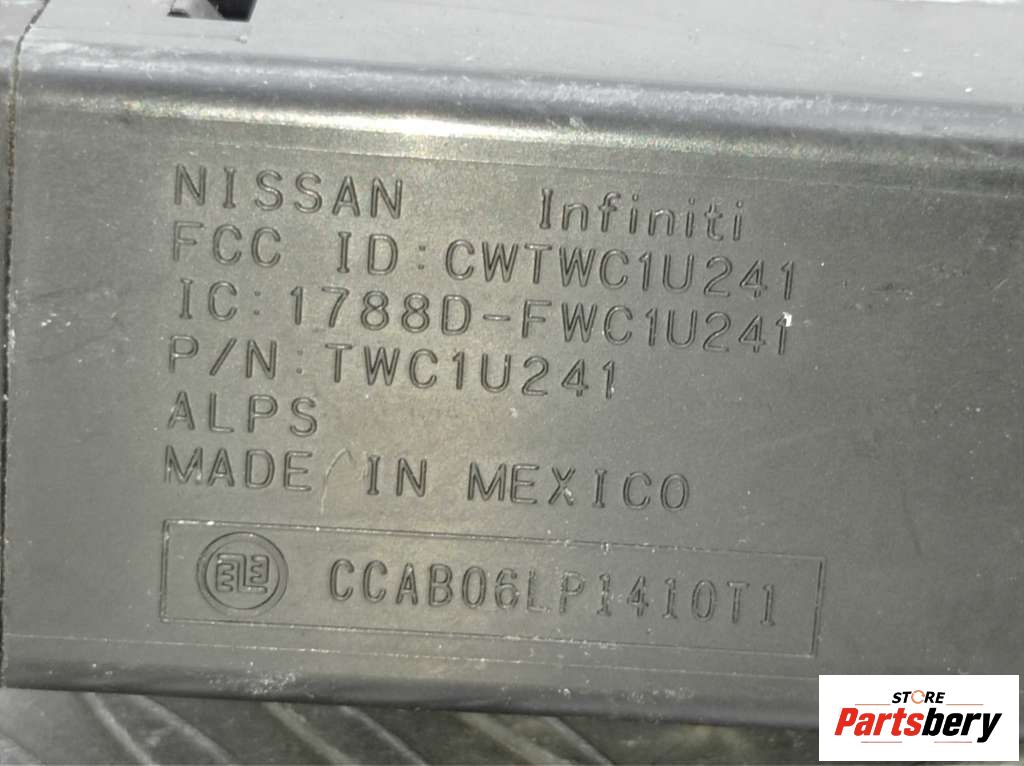 NISSAN Infiniti
FCC ID:CWTWC1U241
IC:1788D-FWC1U241
P/N:TWC1U241
ALPS
MADE IN MEXICO
CCAB06LP1410T1
STORE
Partsbery